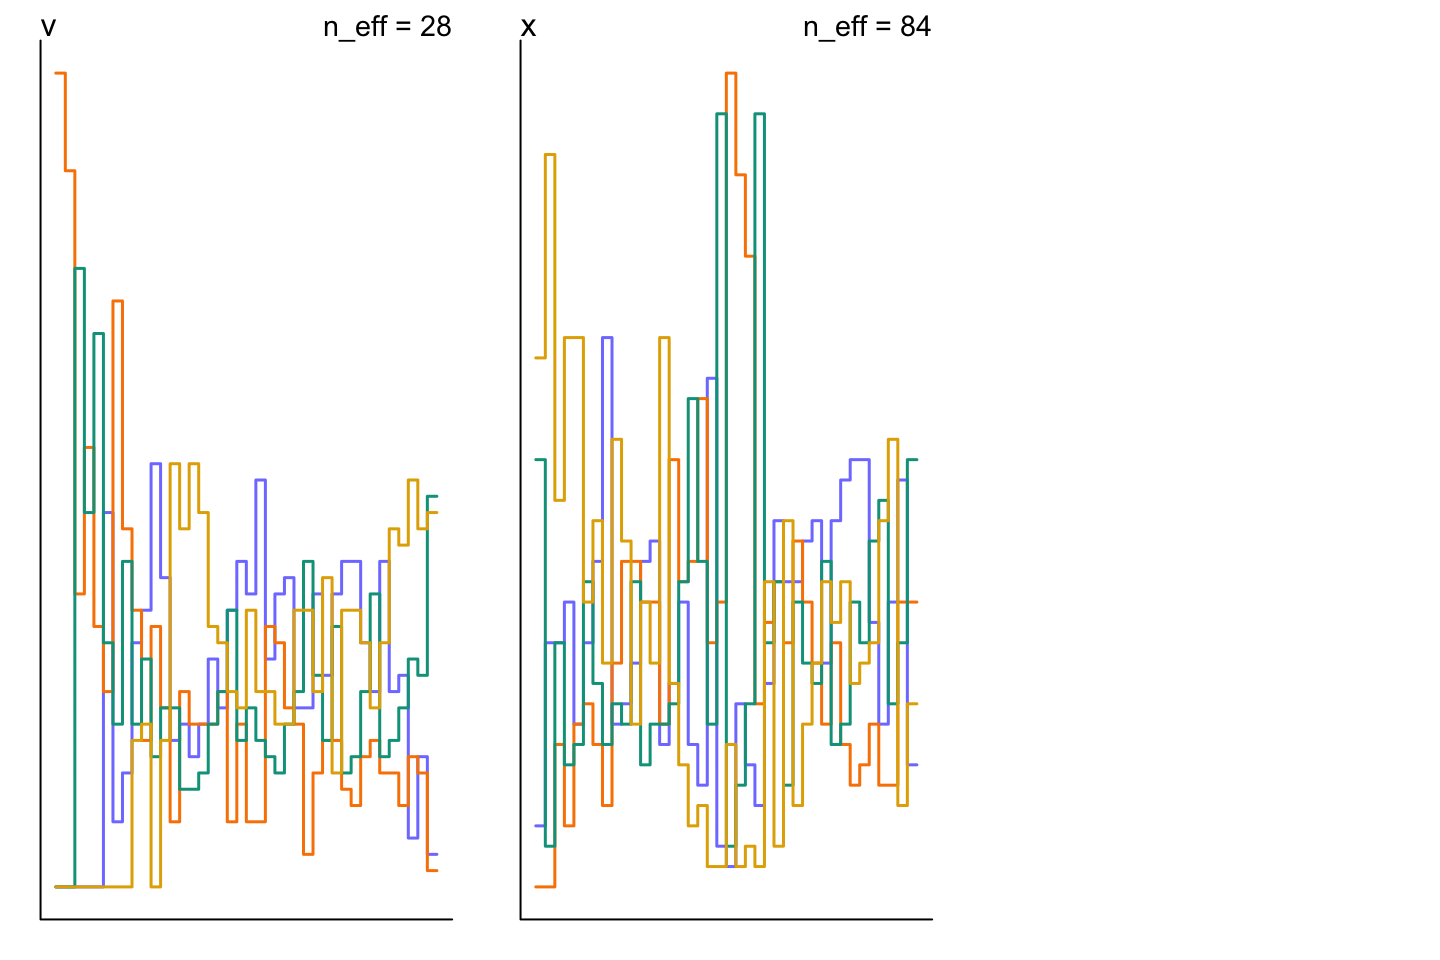 v n_eff = 28
x n_eff = 84